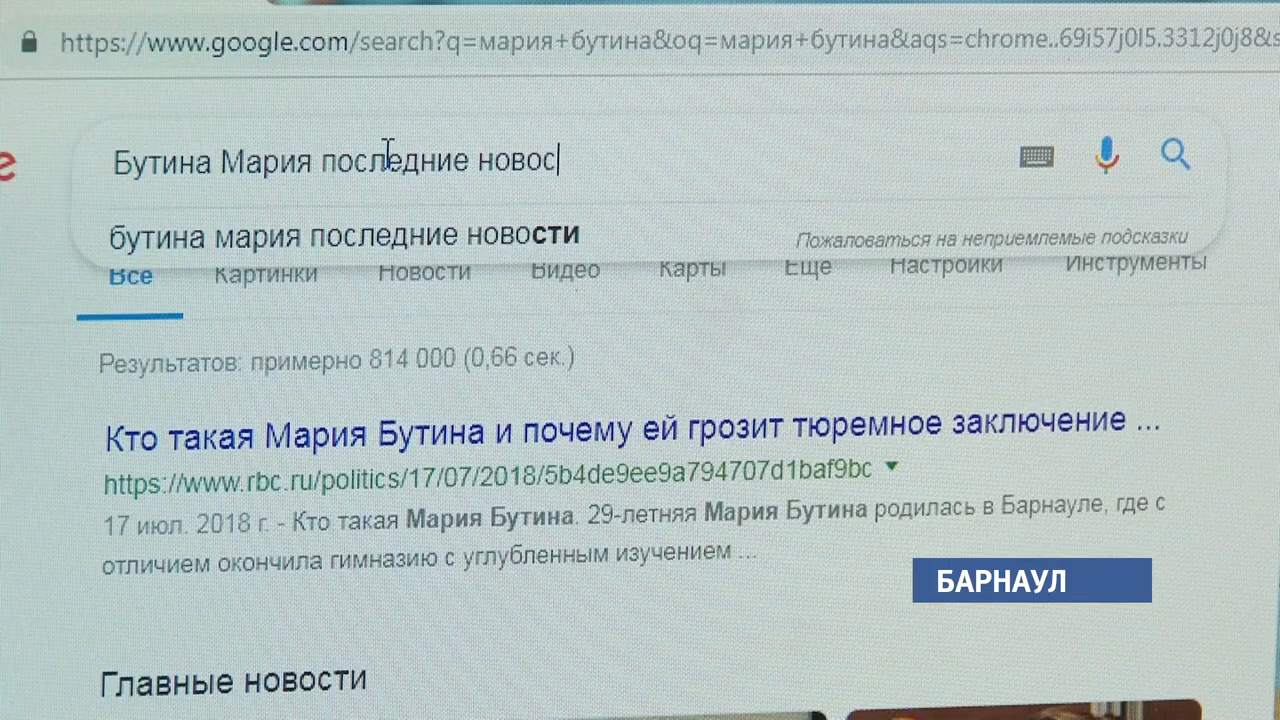 https://www.google.com/search?q=мария+бутина&oq=мария+бутина&aqs=chrome..69i57j0l5.3312j0j8&s
e
Бутина Мария последние новос
бутина мария последние новости
Пожаловаться на неприемлемые подсказки
Все Картинки Новости Видео Карты Ещё Настройки Инструменты
Результатов: примерно 814 000 (0,66 сек.)
Кто такая Мария Бутина и почему ей грозит тюремное заключение ...
https://www.rbc.ru/politics/17/07/2018/5b4de9ee9a794707d1baf9bc
17 июл. 2018 г. - Кто такая Мария Бутина. 29-летняя Мария Бутина родилась в Барнауле, где с
отличием окончила гимназию с углубленным изучением ...
БАРНАУЛ
Главные новости